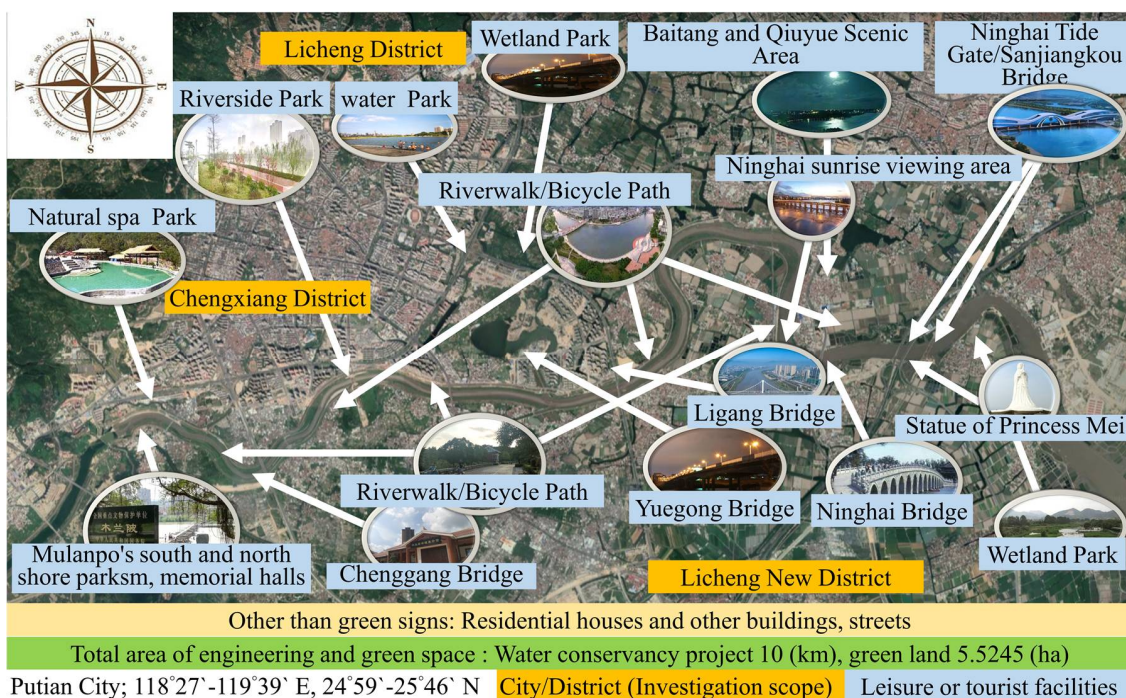 N
W
E
S
Licheng District
Wetland Park
Baitang and Qiuyue Scenic
Area
Ninghai Tide
Gate/Sanjiangkou
Bridge
Riverside Park
water Park
Ninghai sunrise viewing area
Riverwalk/Bicycle Path
Natural spa Park
Chengxiang District
Ligang Bridge
Statue of Princess Mei
Riverwalk/Bicycle Path
Yuegong Bridge
Ninghai Bridge
木兰陂
Mulanpo's south and north
shore parksm, memorial halls
Chenggang Bridge
Wetland Park
Licheng New District
Other than green signs: Residential houses and other buildings, streets
Total area of engineering and green space : Water conservancy project 10 (km), green land 5.5245 (ha)
Putian City; 118°27`-119°39` E, 24°59`-25°46` N
City/District (Investigation scope)
Leisure or tourist facilities